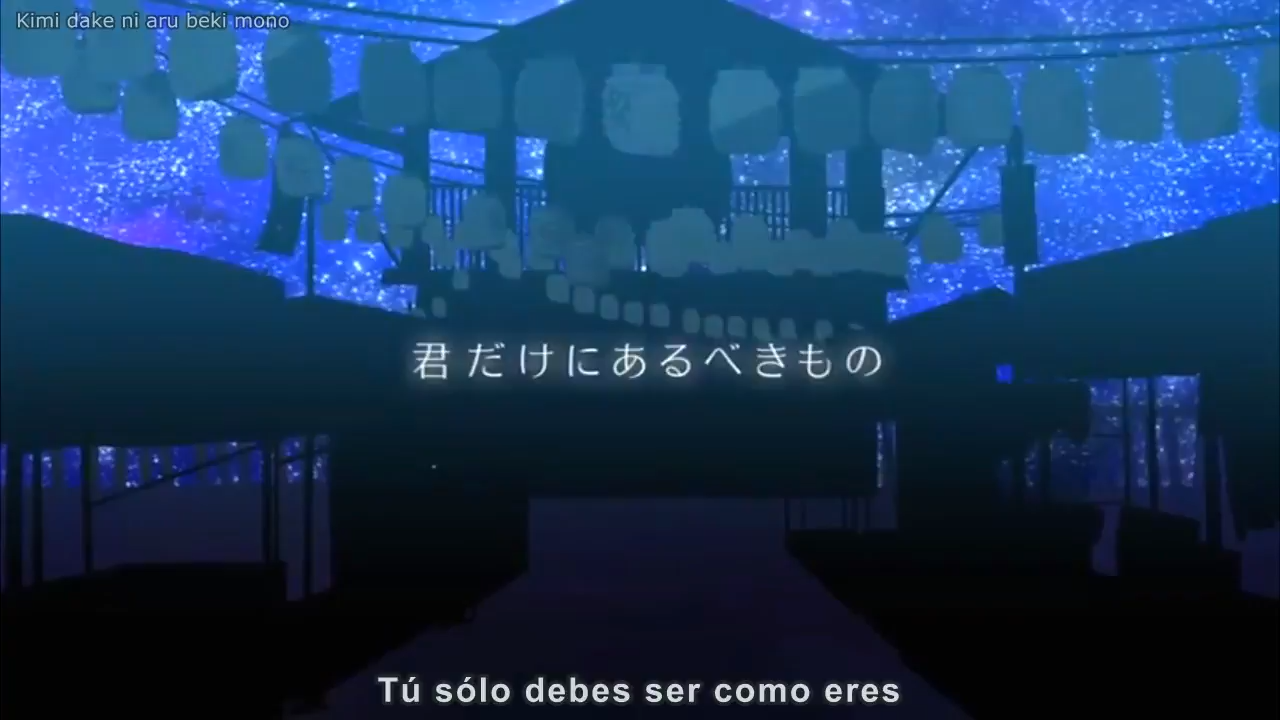 Kimi dake ni aru beki mono
君だけにあるべきもの
Tú sólo debes ser como eres